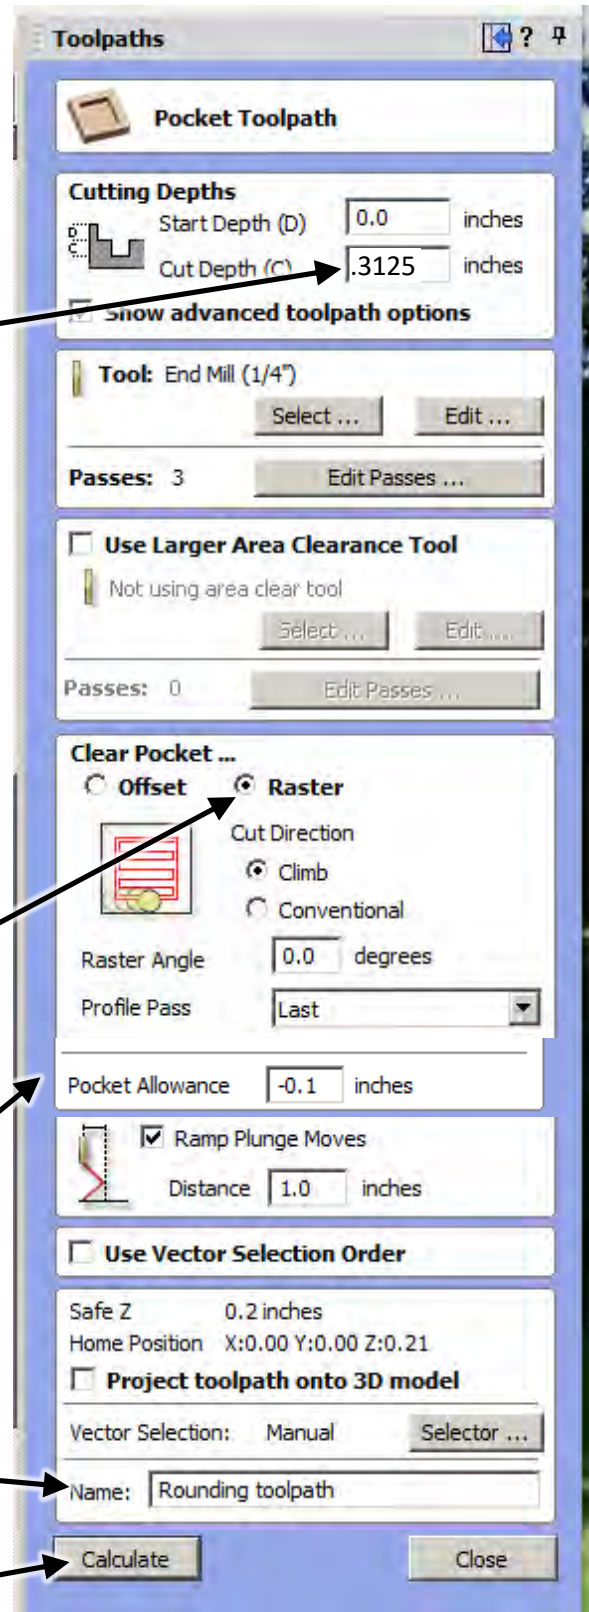 Toolpaths ?
Pocket Toolpath
Cutting Depths
D
C
Start Depth (D) 0.0 inches
Cut Depth (C) .3125 inches
Show advanced toolpath options
Tool: End Mill (1/4")
Select ... Edit ...
Passes: 3 Edit Passes ...
Use Larger Area Clearance Tool
Not using area clear tool
Select ... Edit ...
Passes: 0 Edit Passes ...
Clear Pocket ...
Offset Raster
Cut Direction
Climb
Conventional
Raster Angle 0.0 degrees
Profile Pass Last
Pocket Allowance -0.1 inches
Ramp Plunge Moves
Distance 1.0 inches
Use Vector Selection Order
Safe Z 0.2 inches
Home Position X:0.00 Y:0.00 Z:0.21
Project toolpath onto 3D model
Vector Selection: Manual Selector ...
Name: Rounding toolpath
Calculate Close